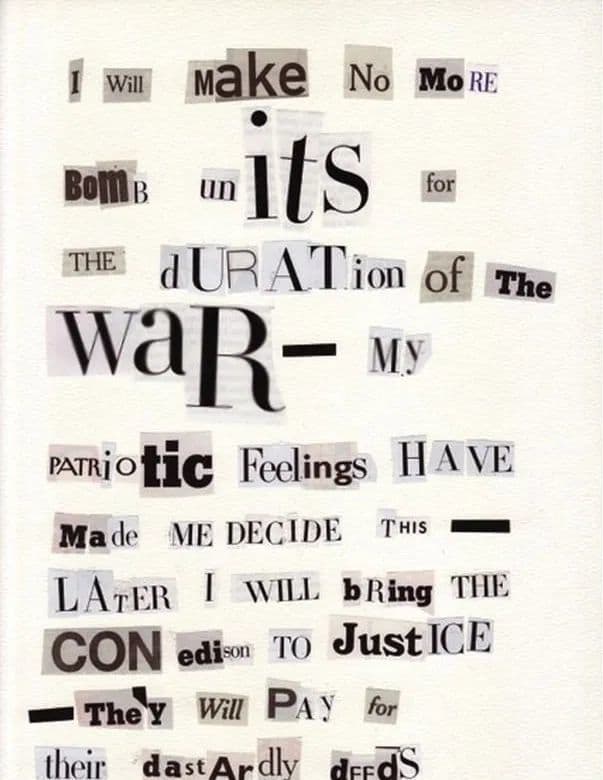 I Will Make No MoRE
BomB unitS for
THE dURATion of The
WaR — My
PATRiotic Feelings HAVE
Made ME DECIDE THIS —
LATER I WILL bRing THE
CON edison TO JustICE
— TheY Will PAY for
their dastArdly dEEdS